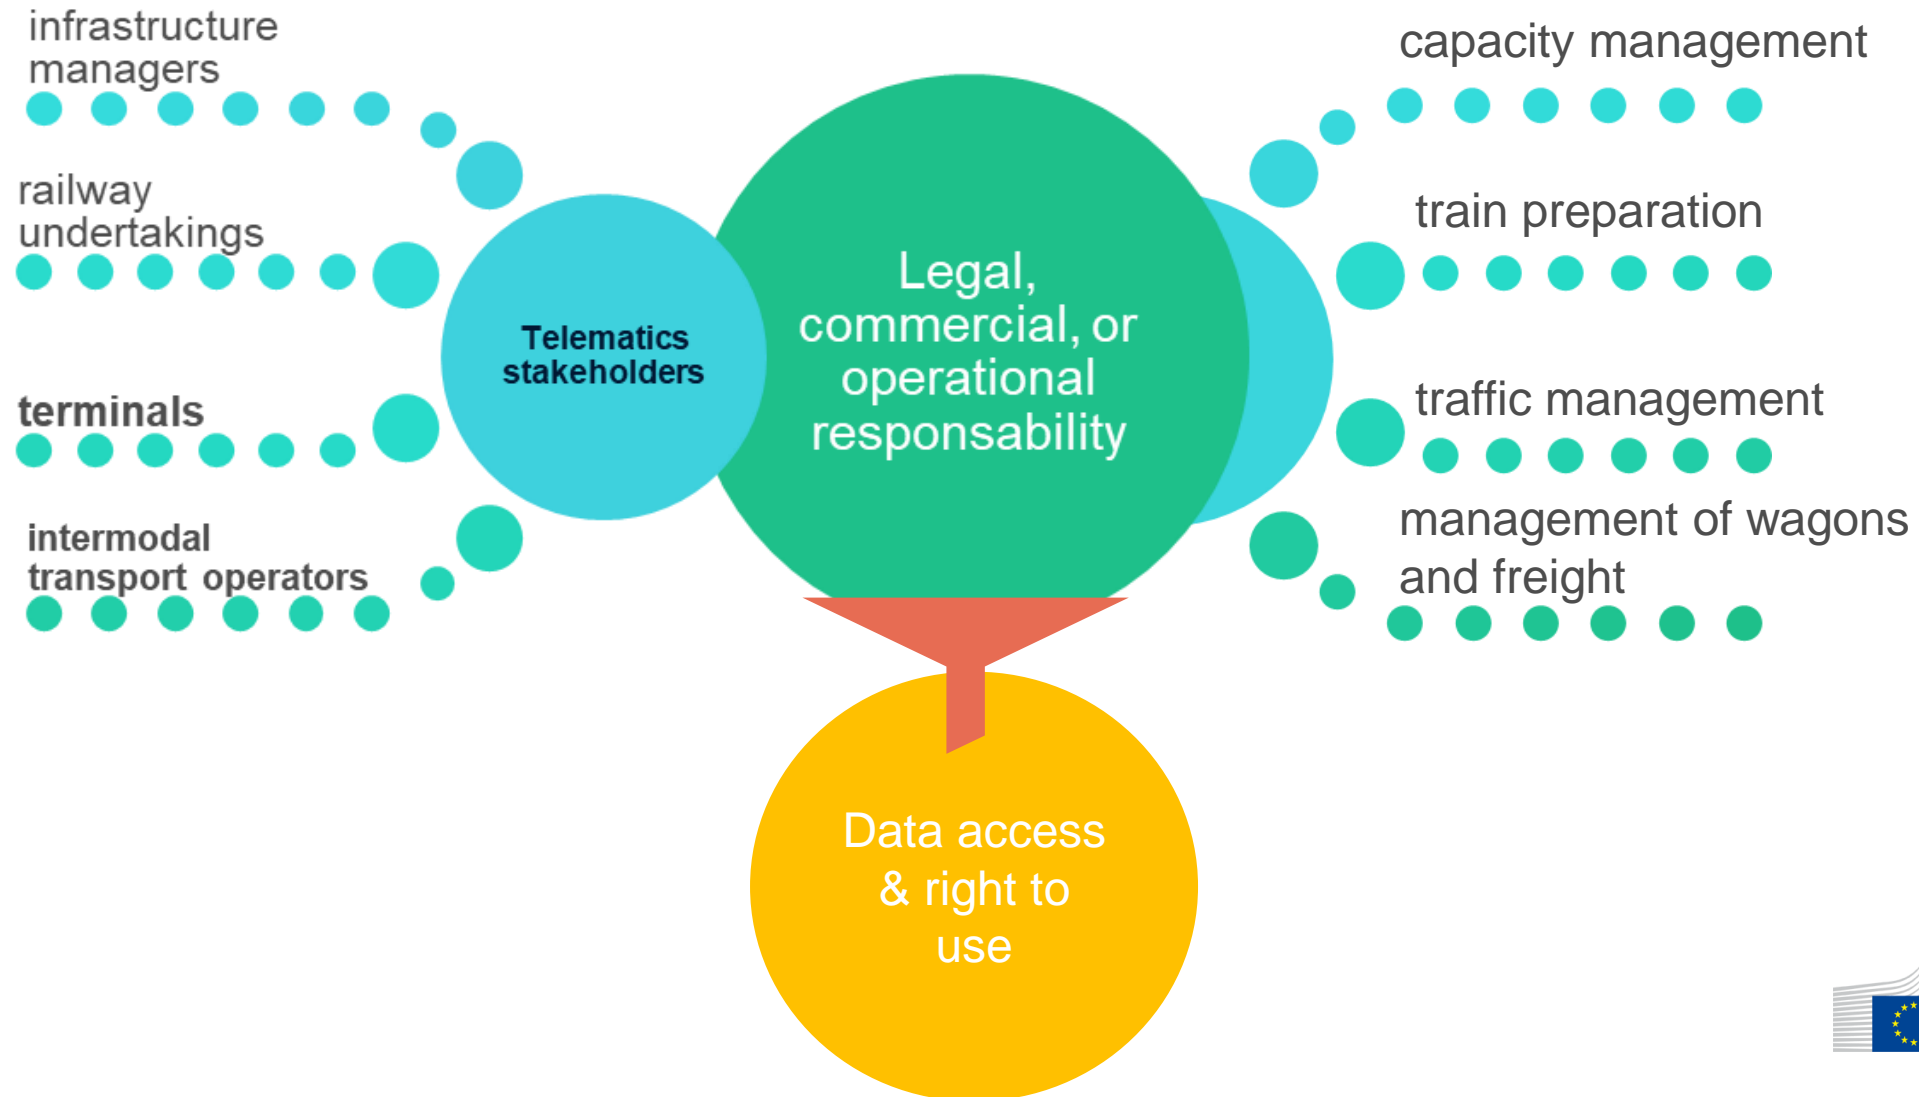 infrastructure
managers
railway
undertakings
terminals
intermodal
transport operators
Telematics
stakeholders
Legal,
commercial, or
operational
responsability
capacity management
train preparation
traffic management
management of wagons
and freight
Data access
& right to
use